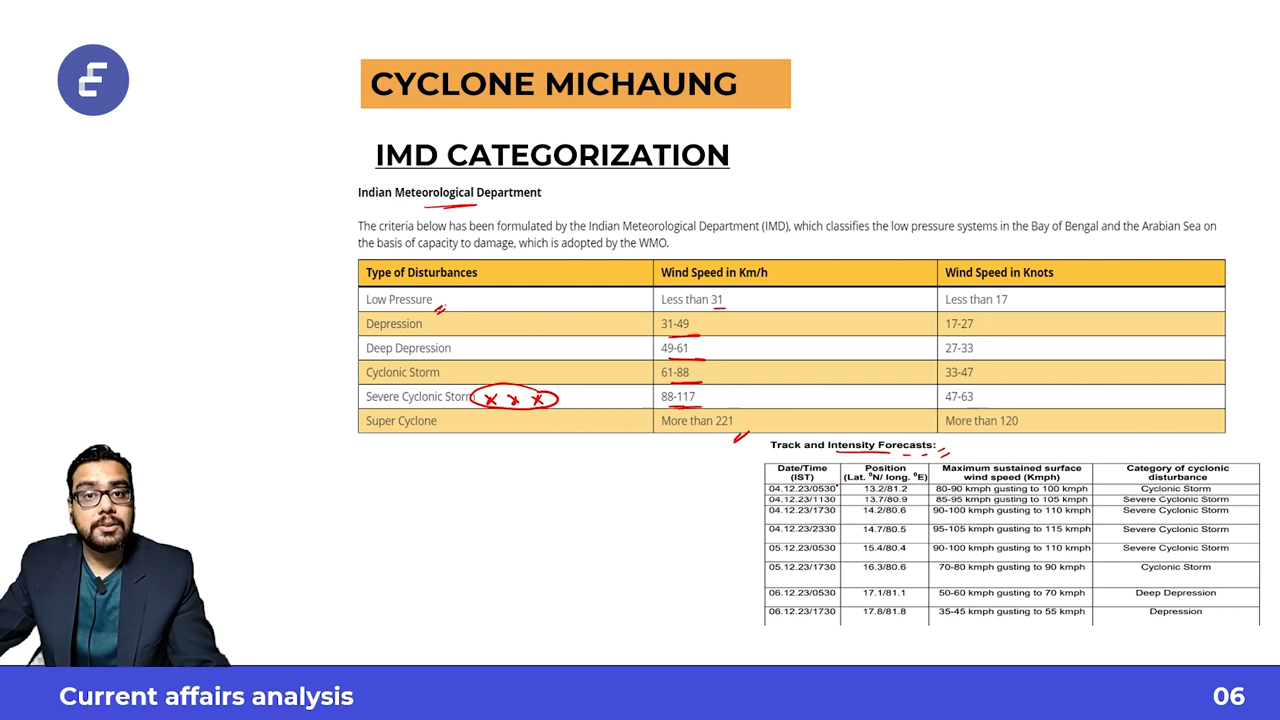 CYCLONE MICHAUNG
IMD CATEGORIZATION
Indian Meteorological Department
The criteria below has been formulated by the Indian Meteorological Department (IMD), which classifies the low pressure systems in the Bay of Bengal and the Arabian Sea on
the basis of capacity to damage, which is adopted by the WMO.
Type of Disturbances Wind Speed in Km/h Wind Speed in Knots
Low Pressure Less than 31 Less than 17
Depression 31-49 17-27
Deep Depression 49-61 27-33
Cyclonic Storm 61-88 33-47
Severe Cyclonic Storm 88-117 47-63
Super Cyclone More than 221 More than 120
Track and Intensity Forecasts:
Date/Time Position Maximum sustained surface Category of cyclonic
(IST) (Lat. ⁰N/ long. ⁰E) wind speed (Kmph) disturbance
04.12.23/0530 13.2/81.2 80-90 kmph gusting to 100 kmph Cyclonic Storm
04.12.23/1130 13.7/80.9 85-95 kmph gusting to 105 kmph Severe Cyclonic Storm
04.12.23/1730 14.2/80.6 90-100 kmph gusting to 110 kmph Severe Cyclonic Storm
04.12.23/2330 14.7/80.5 95-105 kmph gusting to 115 kmph Severe Cyclonic Storm
05.12.23/0530 15.4/80.4 90-100 kmph gusting to 110 kmph Severe Cyclonic Storm
05.12.23/1730 16.3/80.6 70-80 kmph gusting to 90 kmph Cyclonic Storm
06.12.23/0530 17.1/81.1 50-60 kmph gusting to 70 kmph Deep Depression
06.12.23/1730 17.8/81.8 35-45 kmph gusting to 55 kmph Depression
Current affairs analysis 06